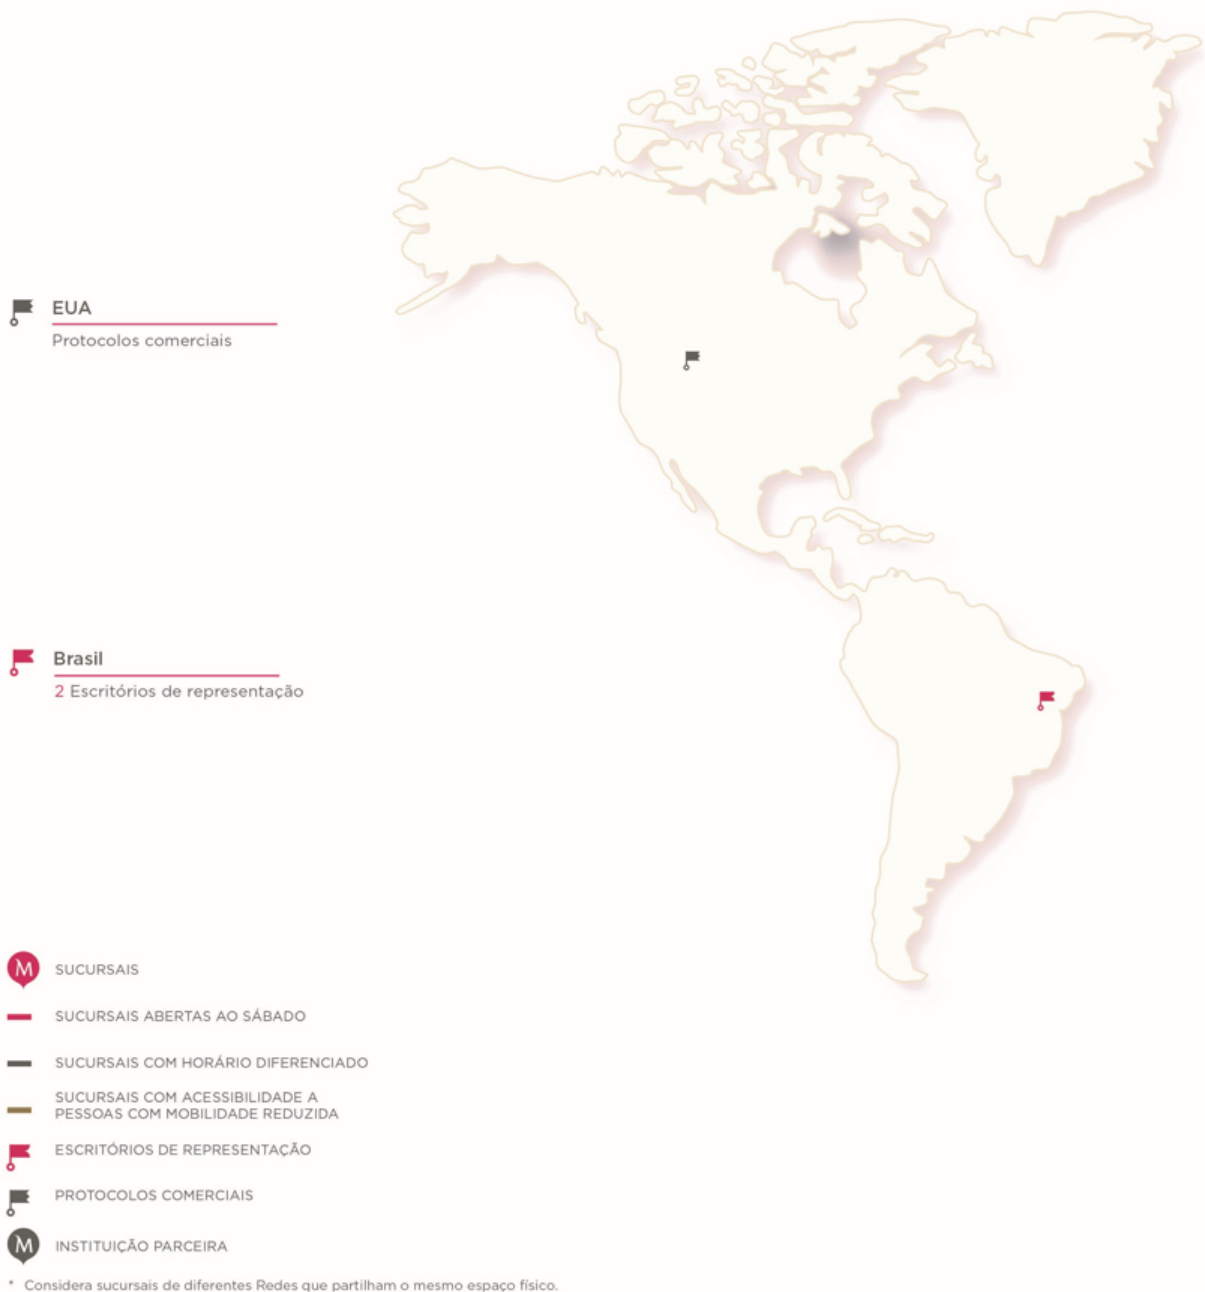 EUA
Protocolos comerciais
Brasil
2 Escritórios de representação
M SUCURSAIS
SUCURSAIS ABERTAS AO SÁBADO
SUCURSAIS COM HORÁRIO DIFERENCIADO
SUCURSAIS COM ACESSIBILIDADE A
PESSOAS COM MOBILIDADE REDUZIDA
ESCRITÓRIOS DE REPRESENTAÇÃO
PROTOCOLOS COMERCIAIS
M INSTITUIÇÃO PARCEIRA
* Considera sucursais de diferentes Redes que partilham o mesmo espaço físico.